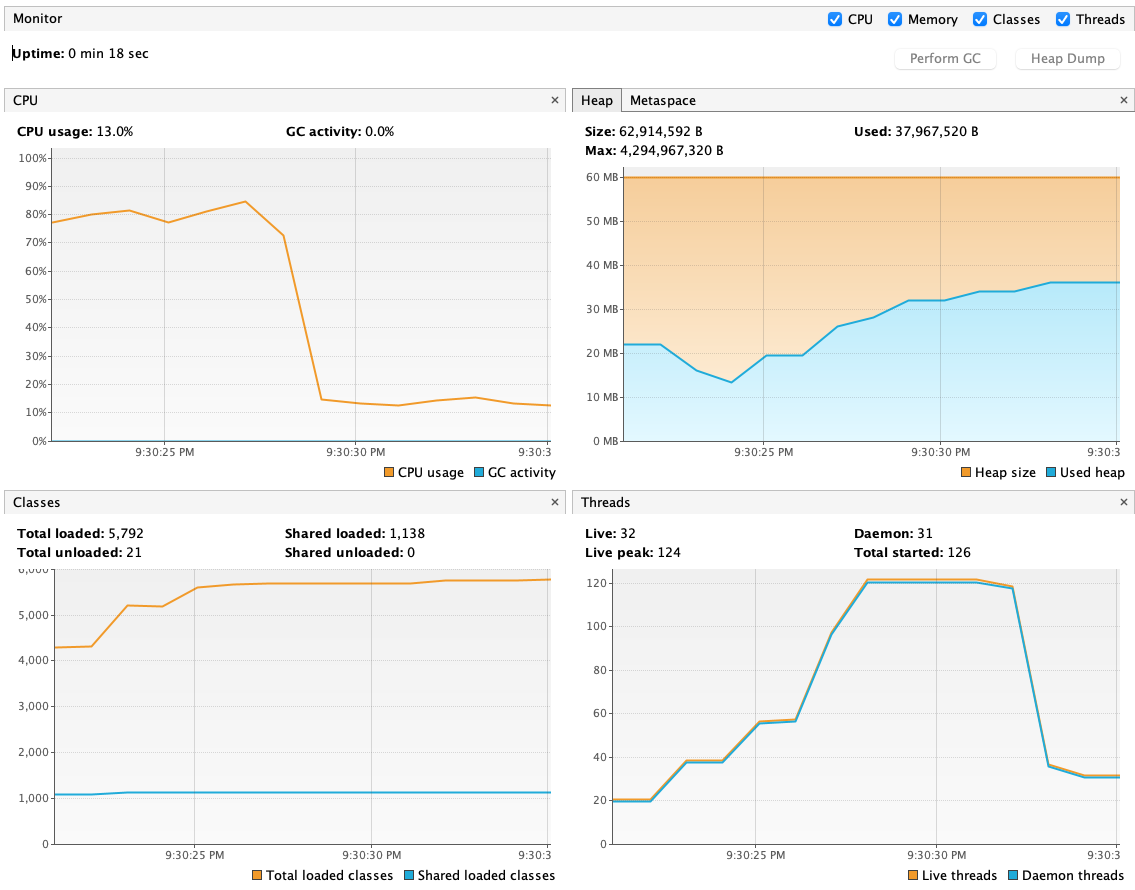 Monitor
CPU Memory Classes Threads
Uptime: 0 min 18 sec
Perform GC Heap Dump
CPU ×
CPU usage: 13.0% GC activity: 0.0%
100%
90%
80%
70%
60%
50%
40%
30%
20%
10%
0%
9:30:25 PM 9:30:30 PM 9:30:3
CPU usage GC activity
Heap Metaspace ×
Size: 62,914,592 B Used: 37,967,520 B
Max: 4,294,967,320 B
60 MB
50 MB
40 MB
30 MB
20 MB
10 MB
0 MB
9:30:25 PM 9:30:30 PM 9:30:3
Heap size Used heap
Classes ×
Total loaded: 5,792 Shared loaded: 1,138
Total unloaded: 21 Shared unloaded: 0
6,000
5,000
4,000
3,000
2,000
1,000
0
9:30:25 PM 9:30:30 PM 9:30:3
Total loaded classes Shared loaded classes
Threads ×
Live: 32 Daemon: 31
Live peak: 124 Total started: 126
120
100
80
60
40
20
0
9:30:25 PM 9:30:30 PM 9:30:3
Live threads Daemon threads